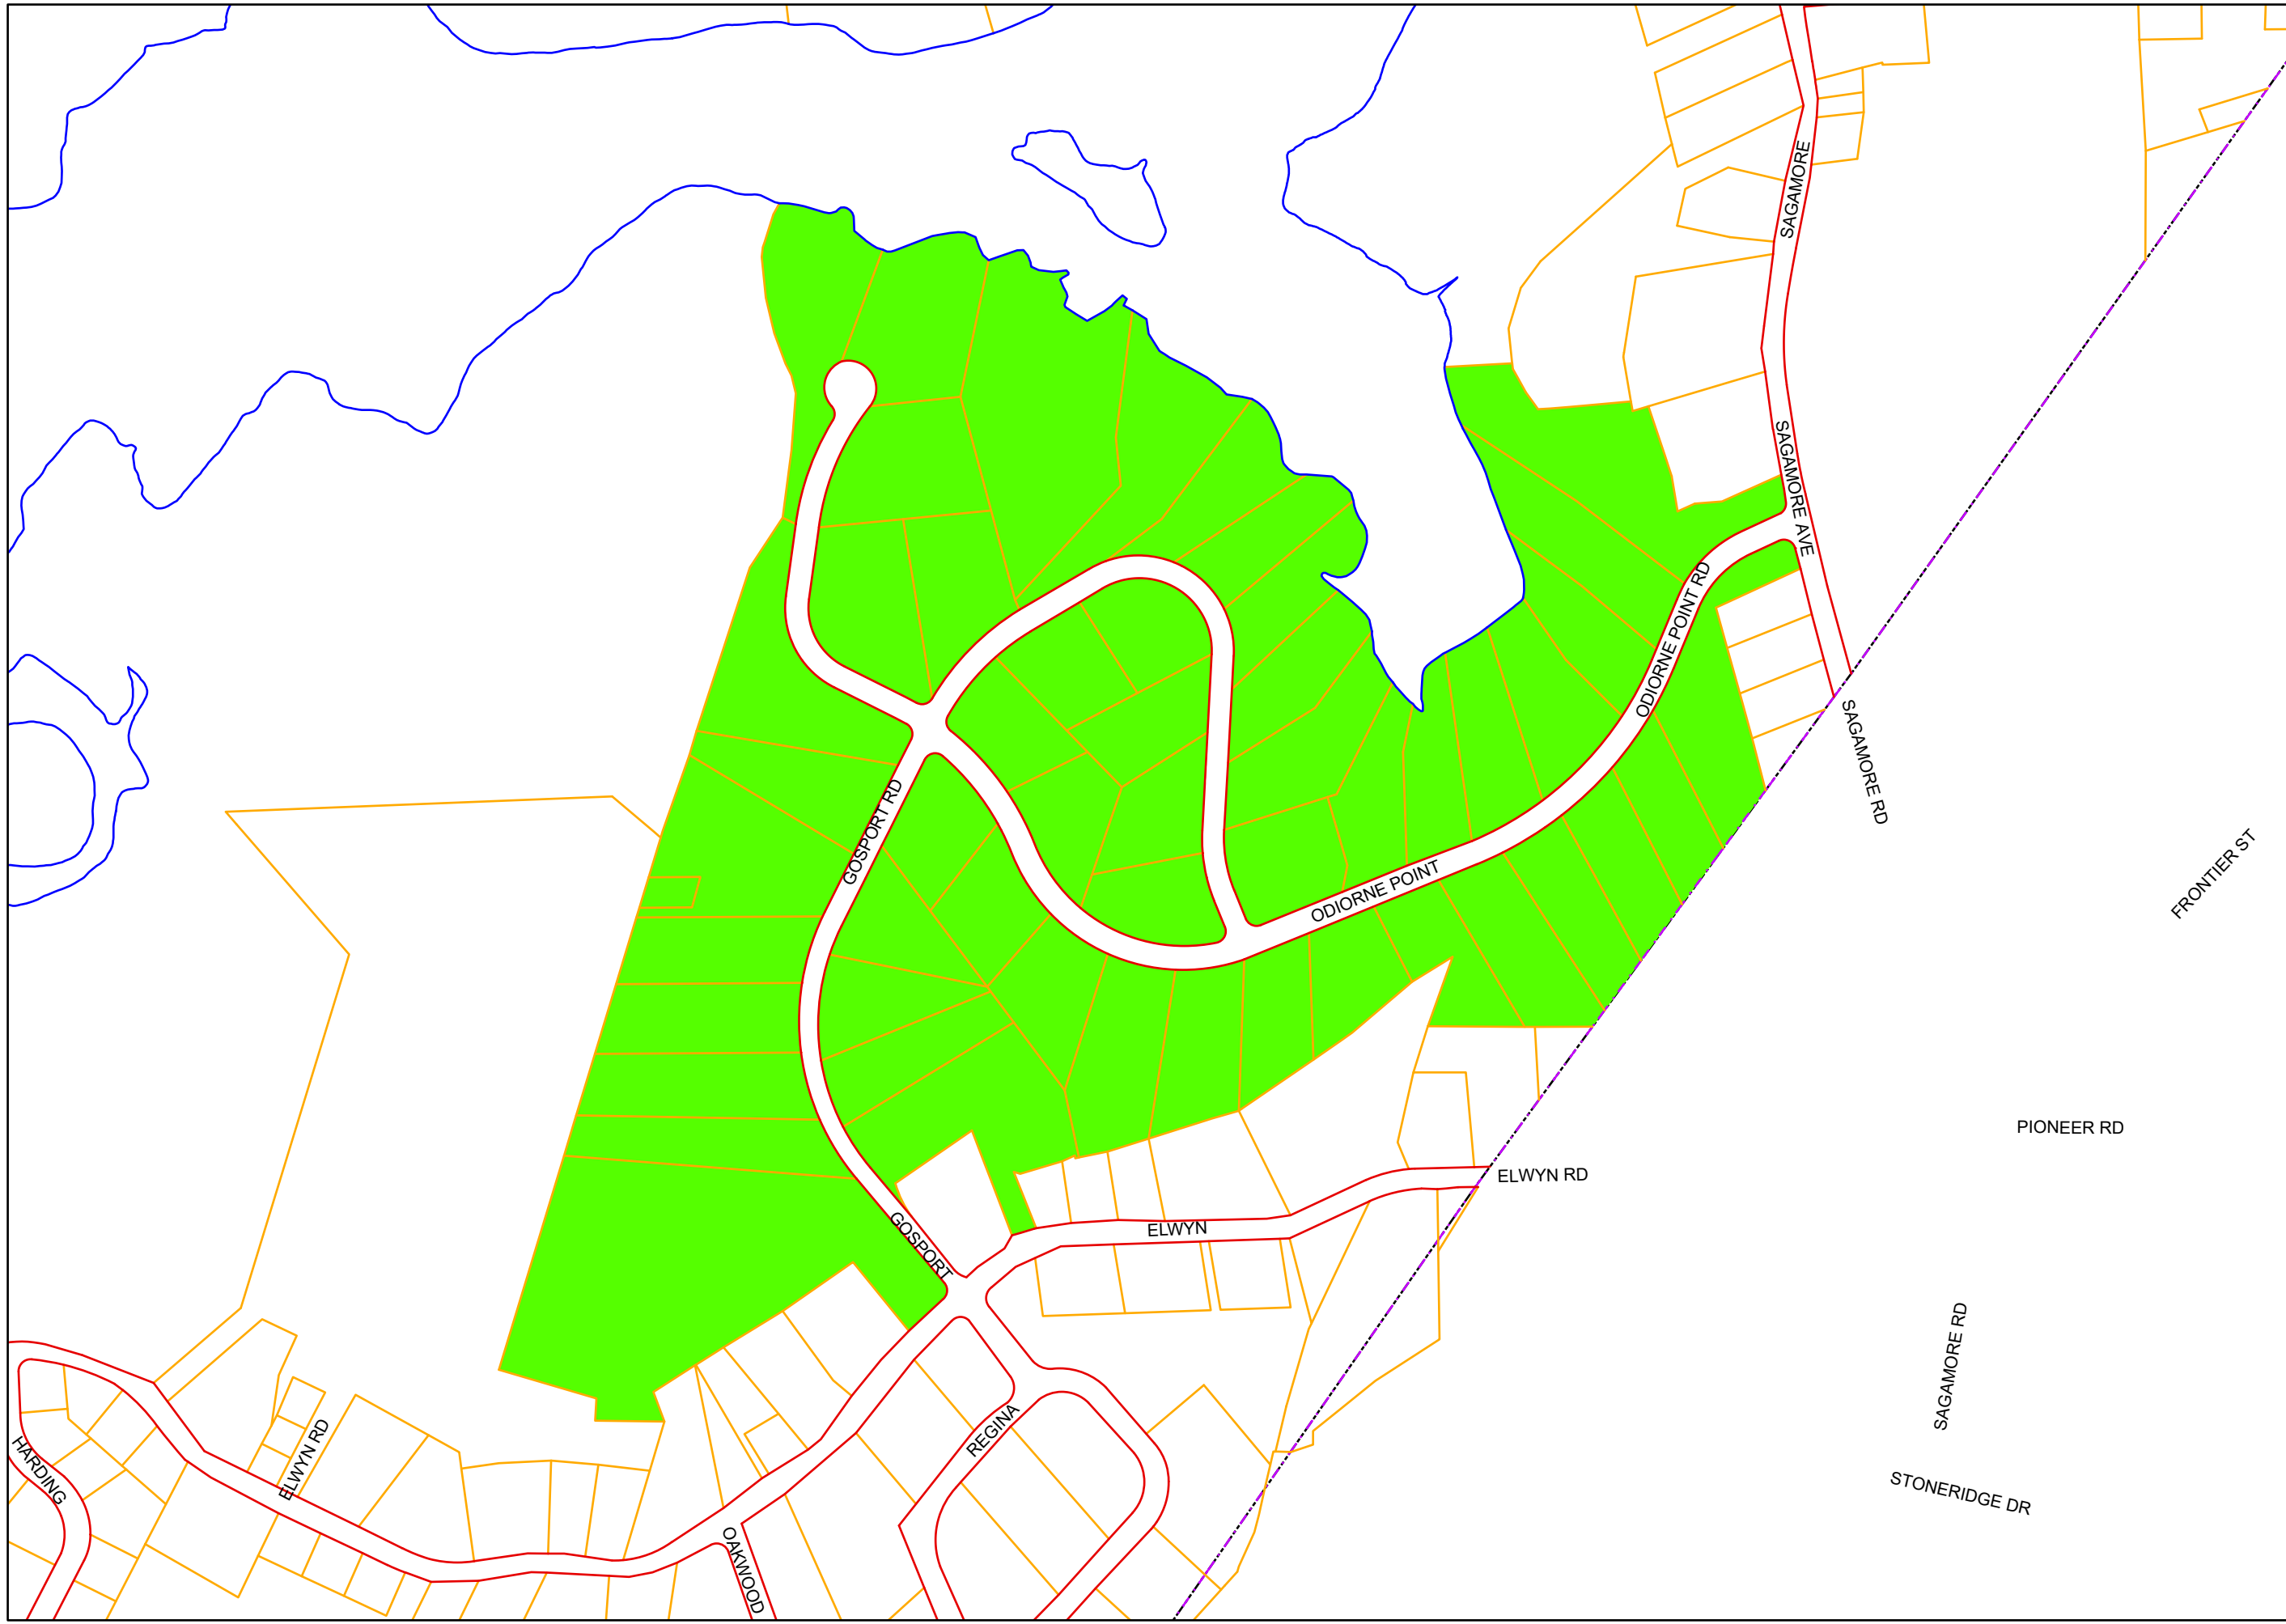 SAGAMORE
SAGAMORE AVE
ODIORNE POINT RD
SAGAMORE RD
GOSPORT RD
FRONTIER ST
ODIORNE POINT
PIONEER RD
ELWYN RD
GOSPORT
ELWYN
SAGAMORE RD
REGINA
ELWYN RD
HARDING
STONERIDGE DR
OAKWOOD